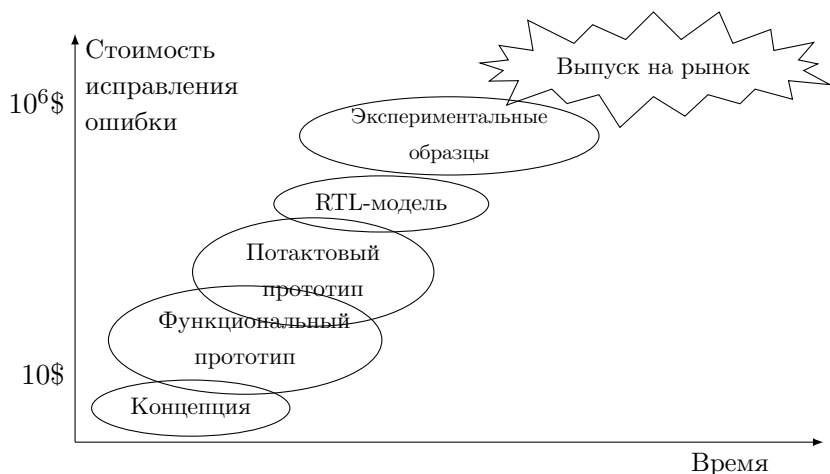 Стоимость
исправления
ошибки
10⁶$
10$
Выпуск на рынок
Экспериментальные
образцы
RTL-модель
Потактовый
прототип
Функциональный
прототип
Концепция
Время